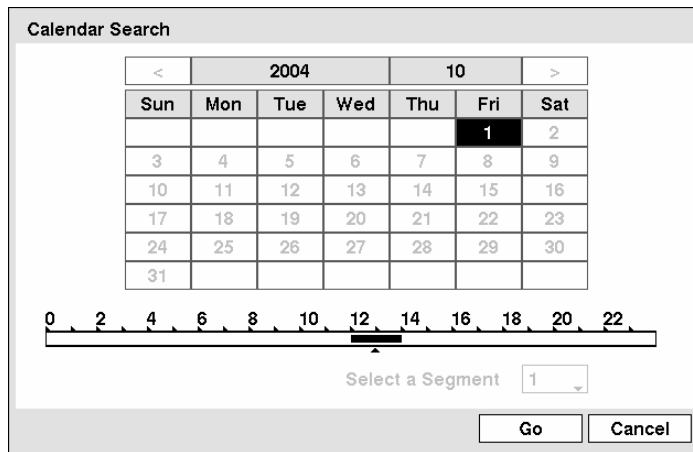 Calendar Search
< 2004 10 >
Sun Mon Tue Wed Thu Fri Sat
1 2
3 4 5 6 7 8 9
10 11 12 13 14 15 16
17 18 19 20 21 22 23
24 25 26 27 28 29 30
31
0 2 4 6 8 10 12 14 16 18 20 22
Select a Segment 1
Go Cancel